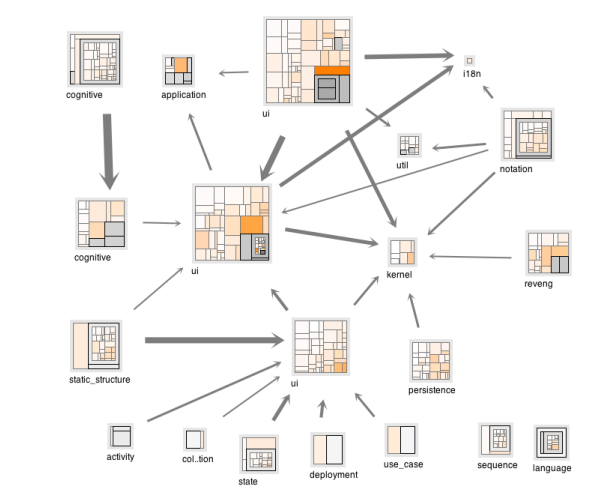 cognitive
application
ui
i18n
util
notation
cognitive
ui
kernel
reveng
static_structure
ui
persistence
activity
col..tion
state
deployment
use_case
sequence
language